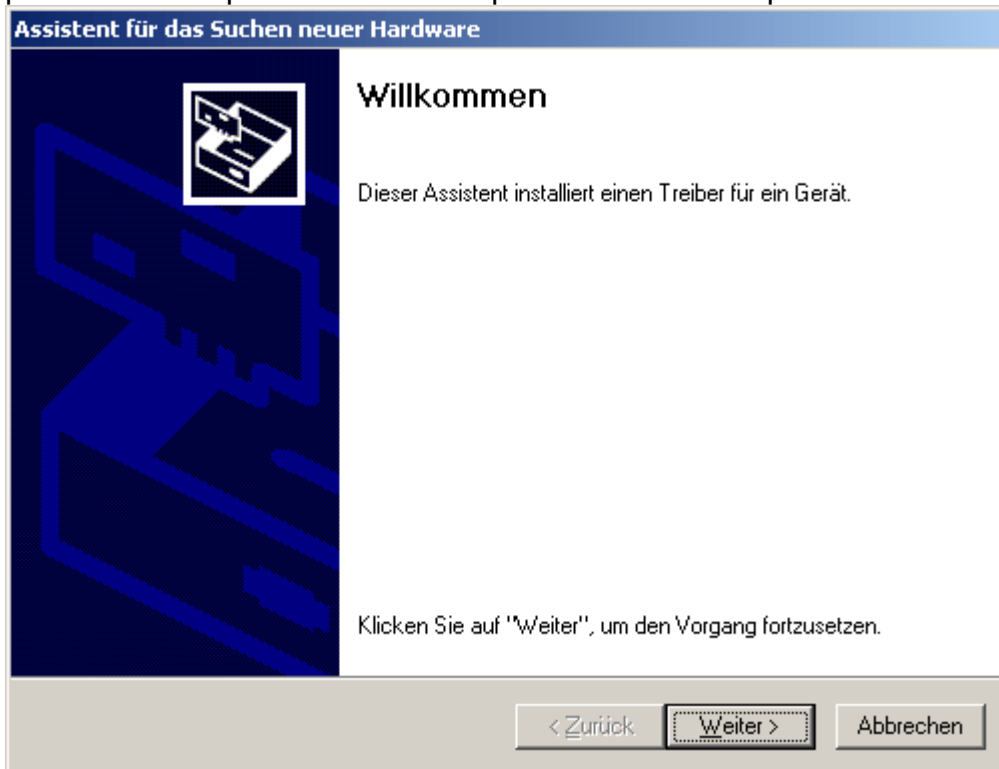 Assistent für das Suchen neuer Hardware
Willkommen
Dieser Assistent installiert einen Treiber für ein Gerät.
Klicken Sie auf "Weiter", um den Vorgang fortzusetzen.
< Zurück Weiter > Abbrechen